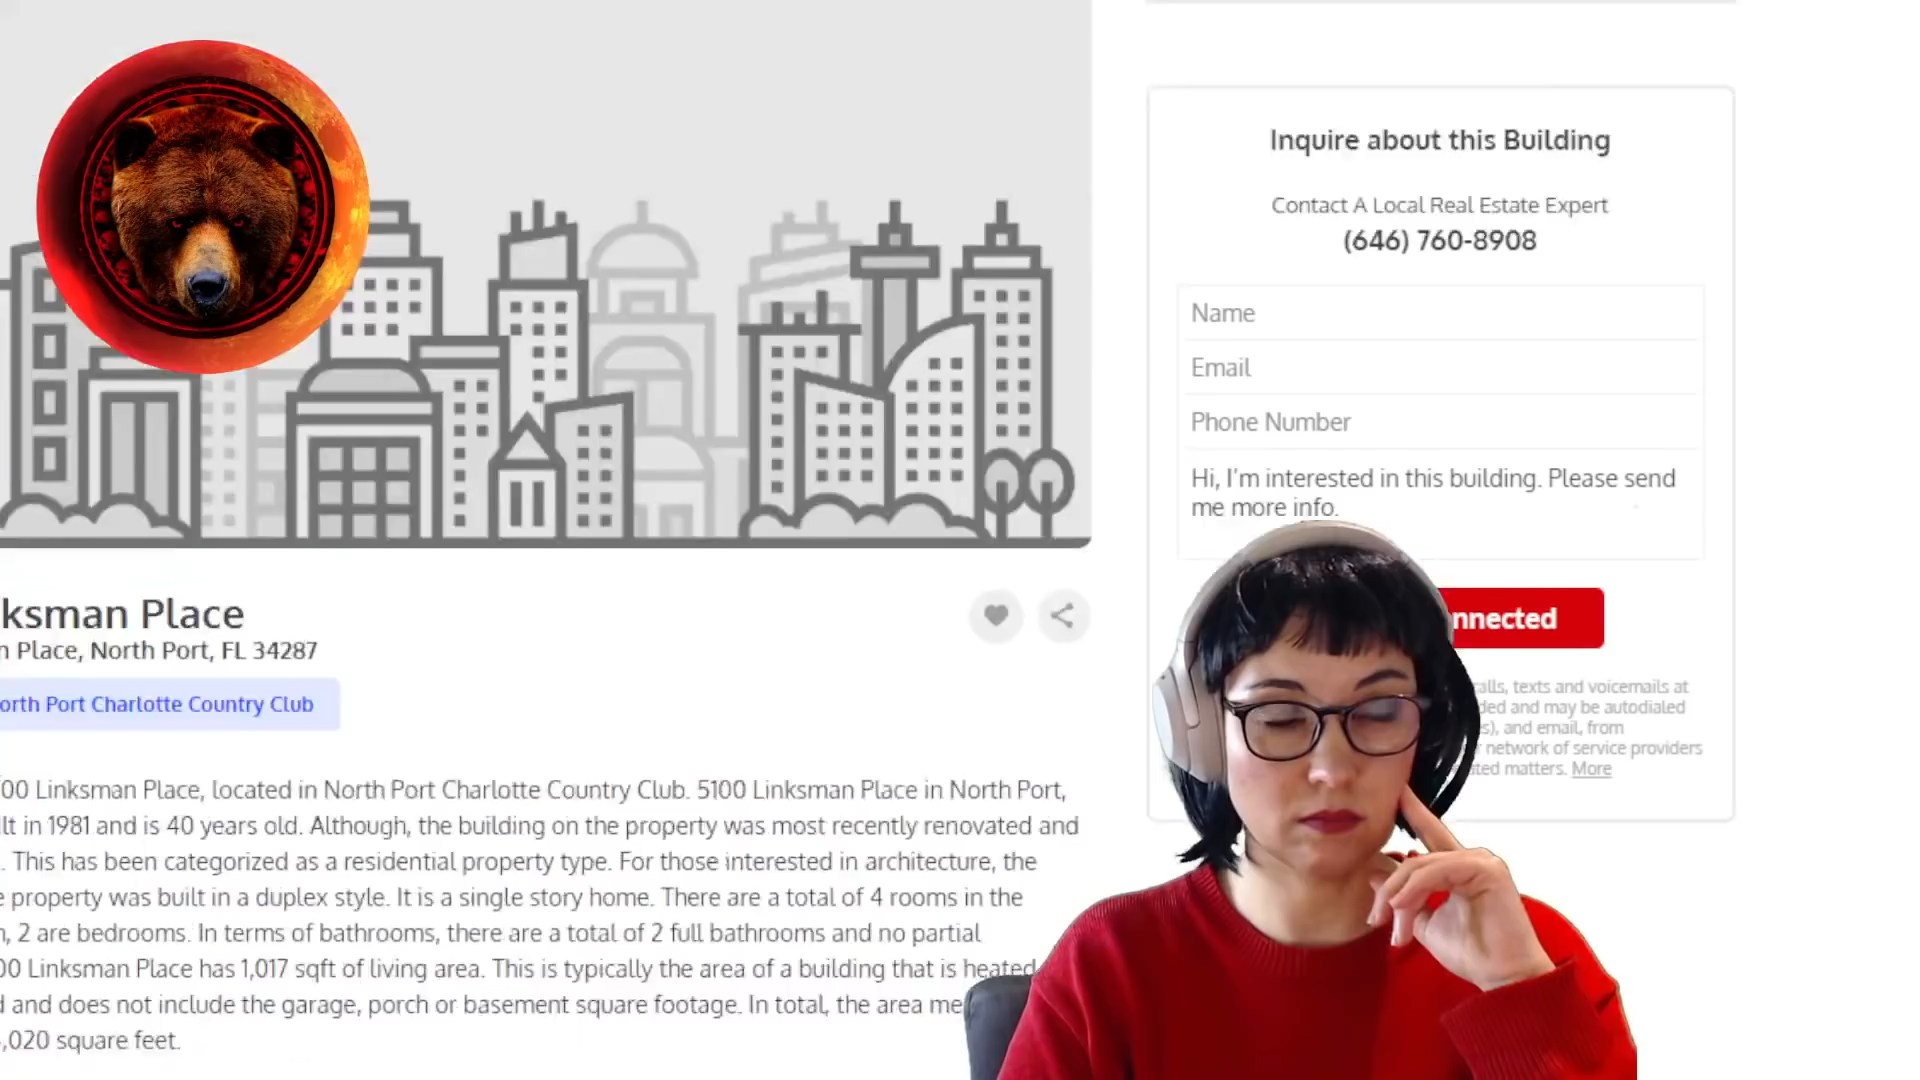 ksman Place
n Place, North Port, FL 34287
orth Port Charlotte Country Club
00 Linksman Place, located in North Port Charlotte Country Club. 5100 Linksman Place in North Port,
lt in 1981 and is 40 years old. Although, the building on the property was most recently renovated and
. This has been categorized as a residential property type. For those interested in architecture, the
e property was built in a duplex style. It is a single story home. There are a total of 4 rooms in the
, 2 are bedrooms. In terms of bathrooms, there are a total of 2 full bathrooms and no partial
00 Linksman Place has 1,017 sqft of living area. This is typically the area of a building that is heated
d and does not include the garage, porch or basement square footage. In total, the area me
,020 square feet.
Inquire about this Building
Contact A Local Real Estate Expert
(646) 760-8908
Name
Email
Phone Number
Hi, I'm interested in this building. Please send
me more info.
nnected
calls, texts and voicemails at
ded and may be autodialed
s), and email, from
network of service providers
sted matters. More